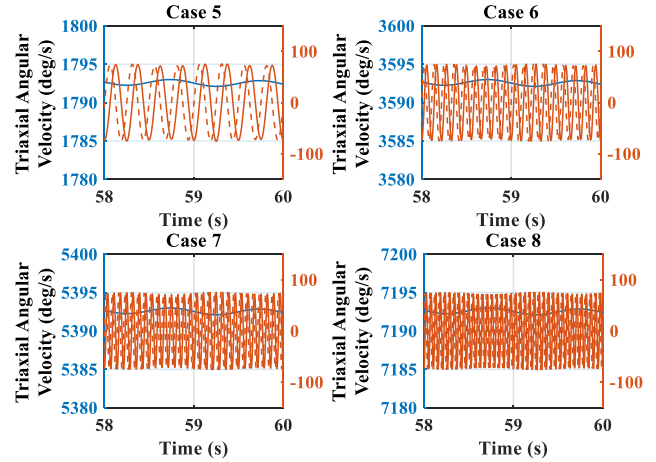 Case 5
Triaxial Angular
Velocity (deg/s)
1800
1795
1790
1785
1780
100
0
-100
58
59
60
Time (s)
Case 6
Triaxial Angular
Velocity (deg/s)
3600
3595
3590
3585
3580
100
0
-100
58
59
60
Time (s)
Case 7
Triaxial Angular
Velocity (deg/s)
5400
5395
5390
5385
5380
100
0
-100
58
59
60
Time (s)
Case 8
Triaxial Angular
Velocity (deg/s)
7200
7195
7190
7185
7180
100
0
-100
58
59
60
Time (s)